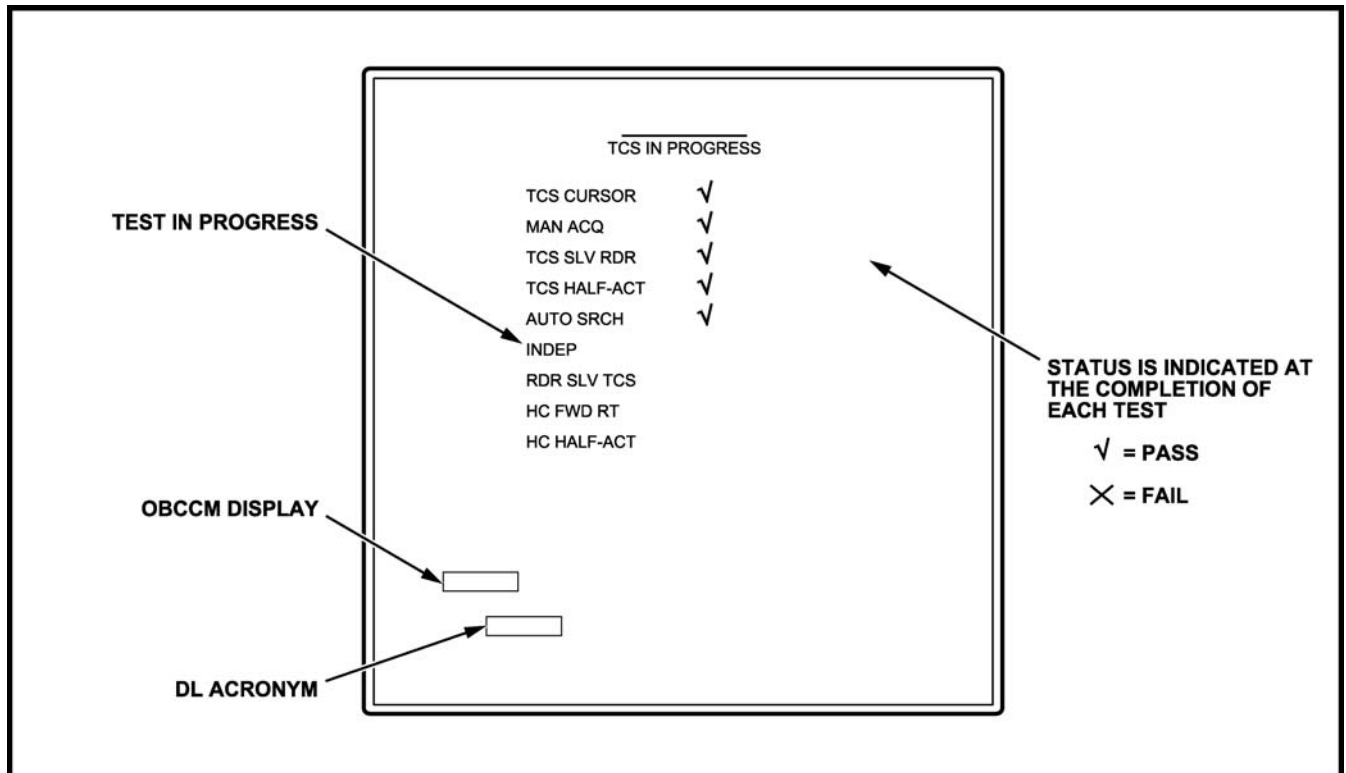 TCS IN PROGRESS
TCS CURSOR √
MAN ACQ √
TCS SLV RDR √
TCS HALF-ACT √
AUTO SRCH √
INDEP
RDR SLV TCS
HC FWD RT
HC HALF-ACT
TEST IN PROGRESS
OBCCM DISPLAY
DL ACRONYM
STATUS IS INDICATED AT
THE COMPLETION OF
EACH TEST
√ = PASS
✕ = FAIL